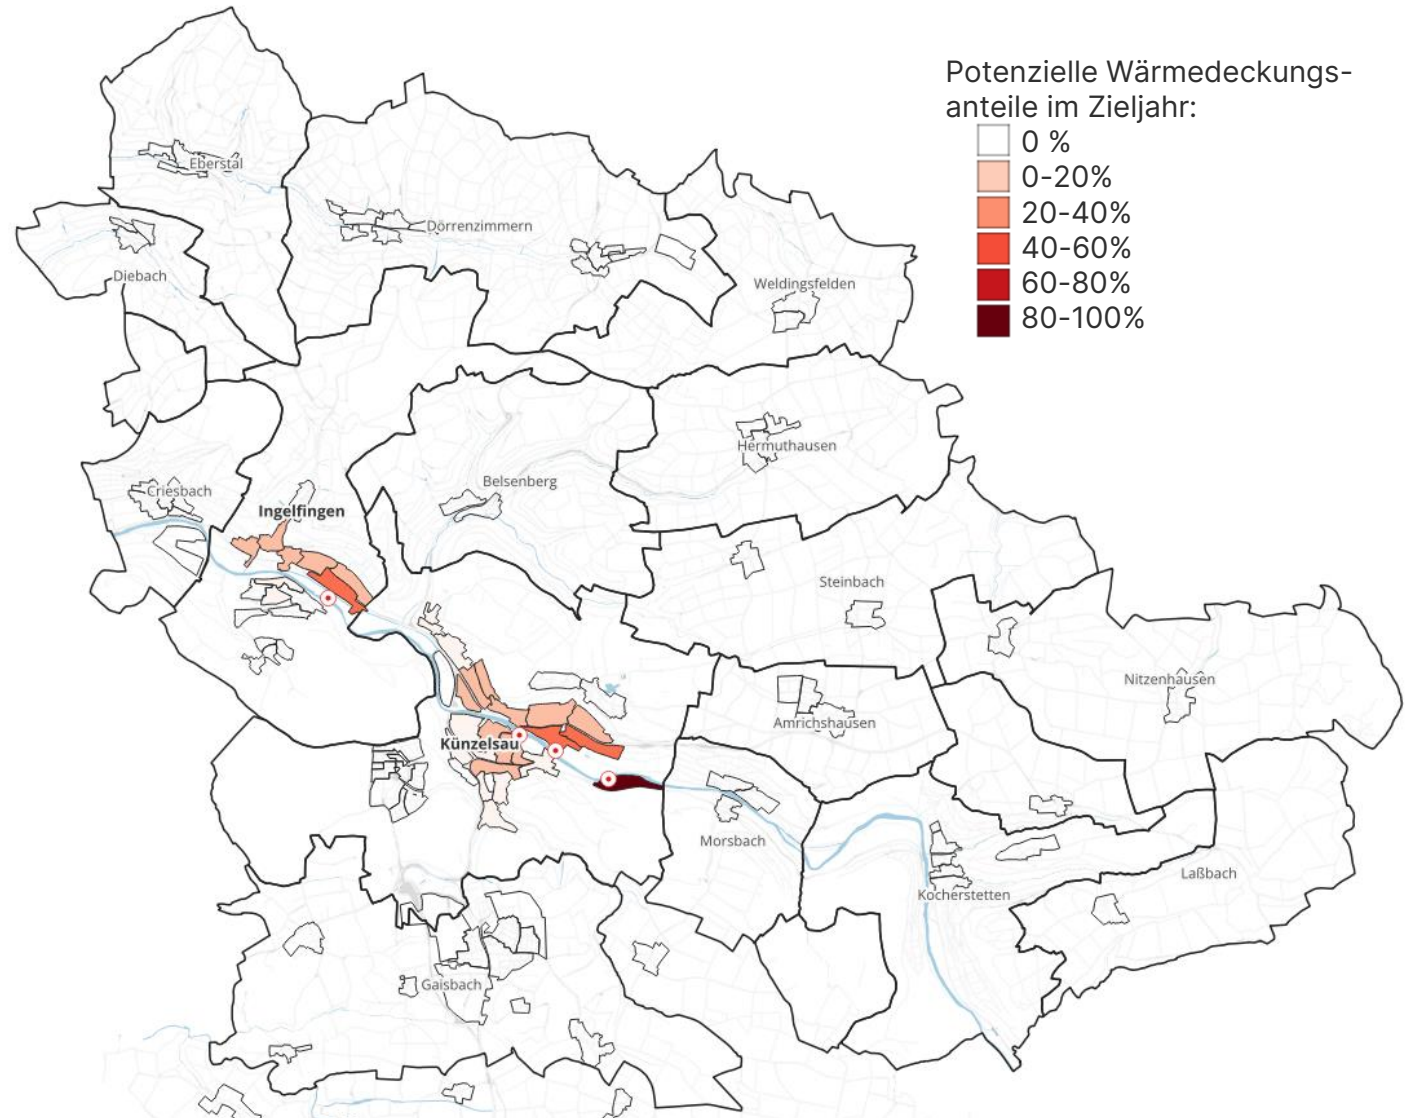 Potenzielle Wärmedeckungs-
anteile im Zieljahr:
0 %
0-20%
20-40%
40-60%
60-80%
80-100%
Eberstal
Dörrenzimmern
Diebach
Weldingsfelden
Hermuthausen
Criesbach
Belsenberg
Ingelfingen
Steinbach
Nitzenhausen
Amrichshausen
Künzelsau
Morsbach
Laßbach
Kocherstetten
Gaisbach